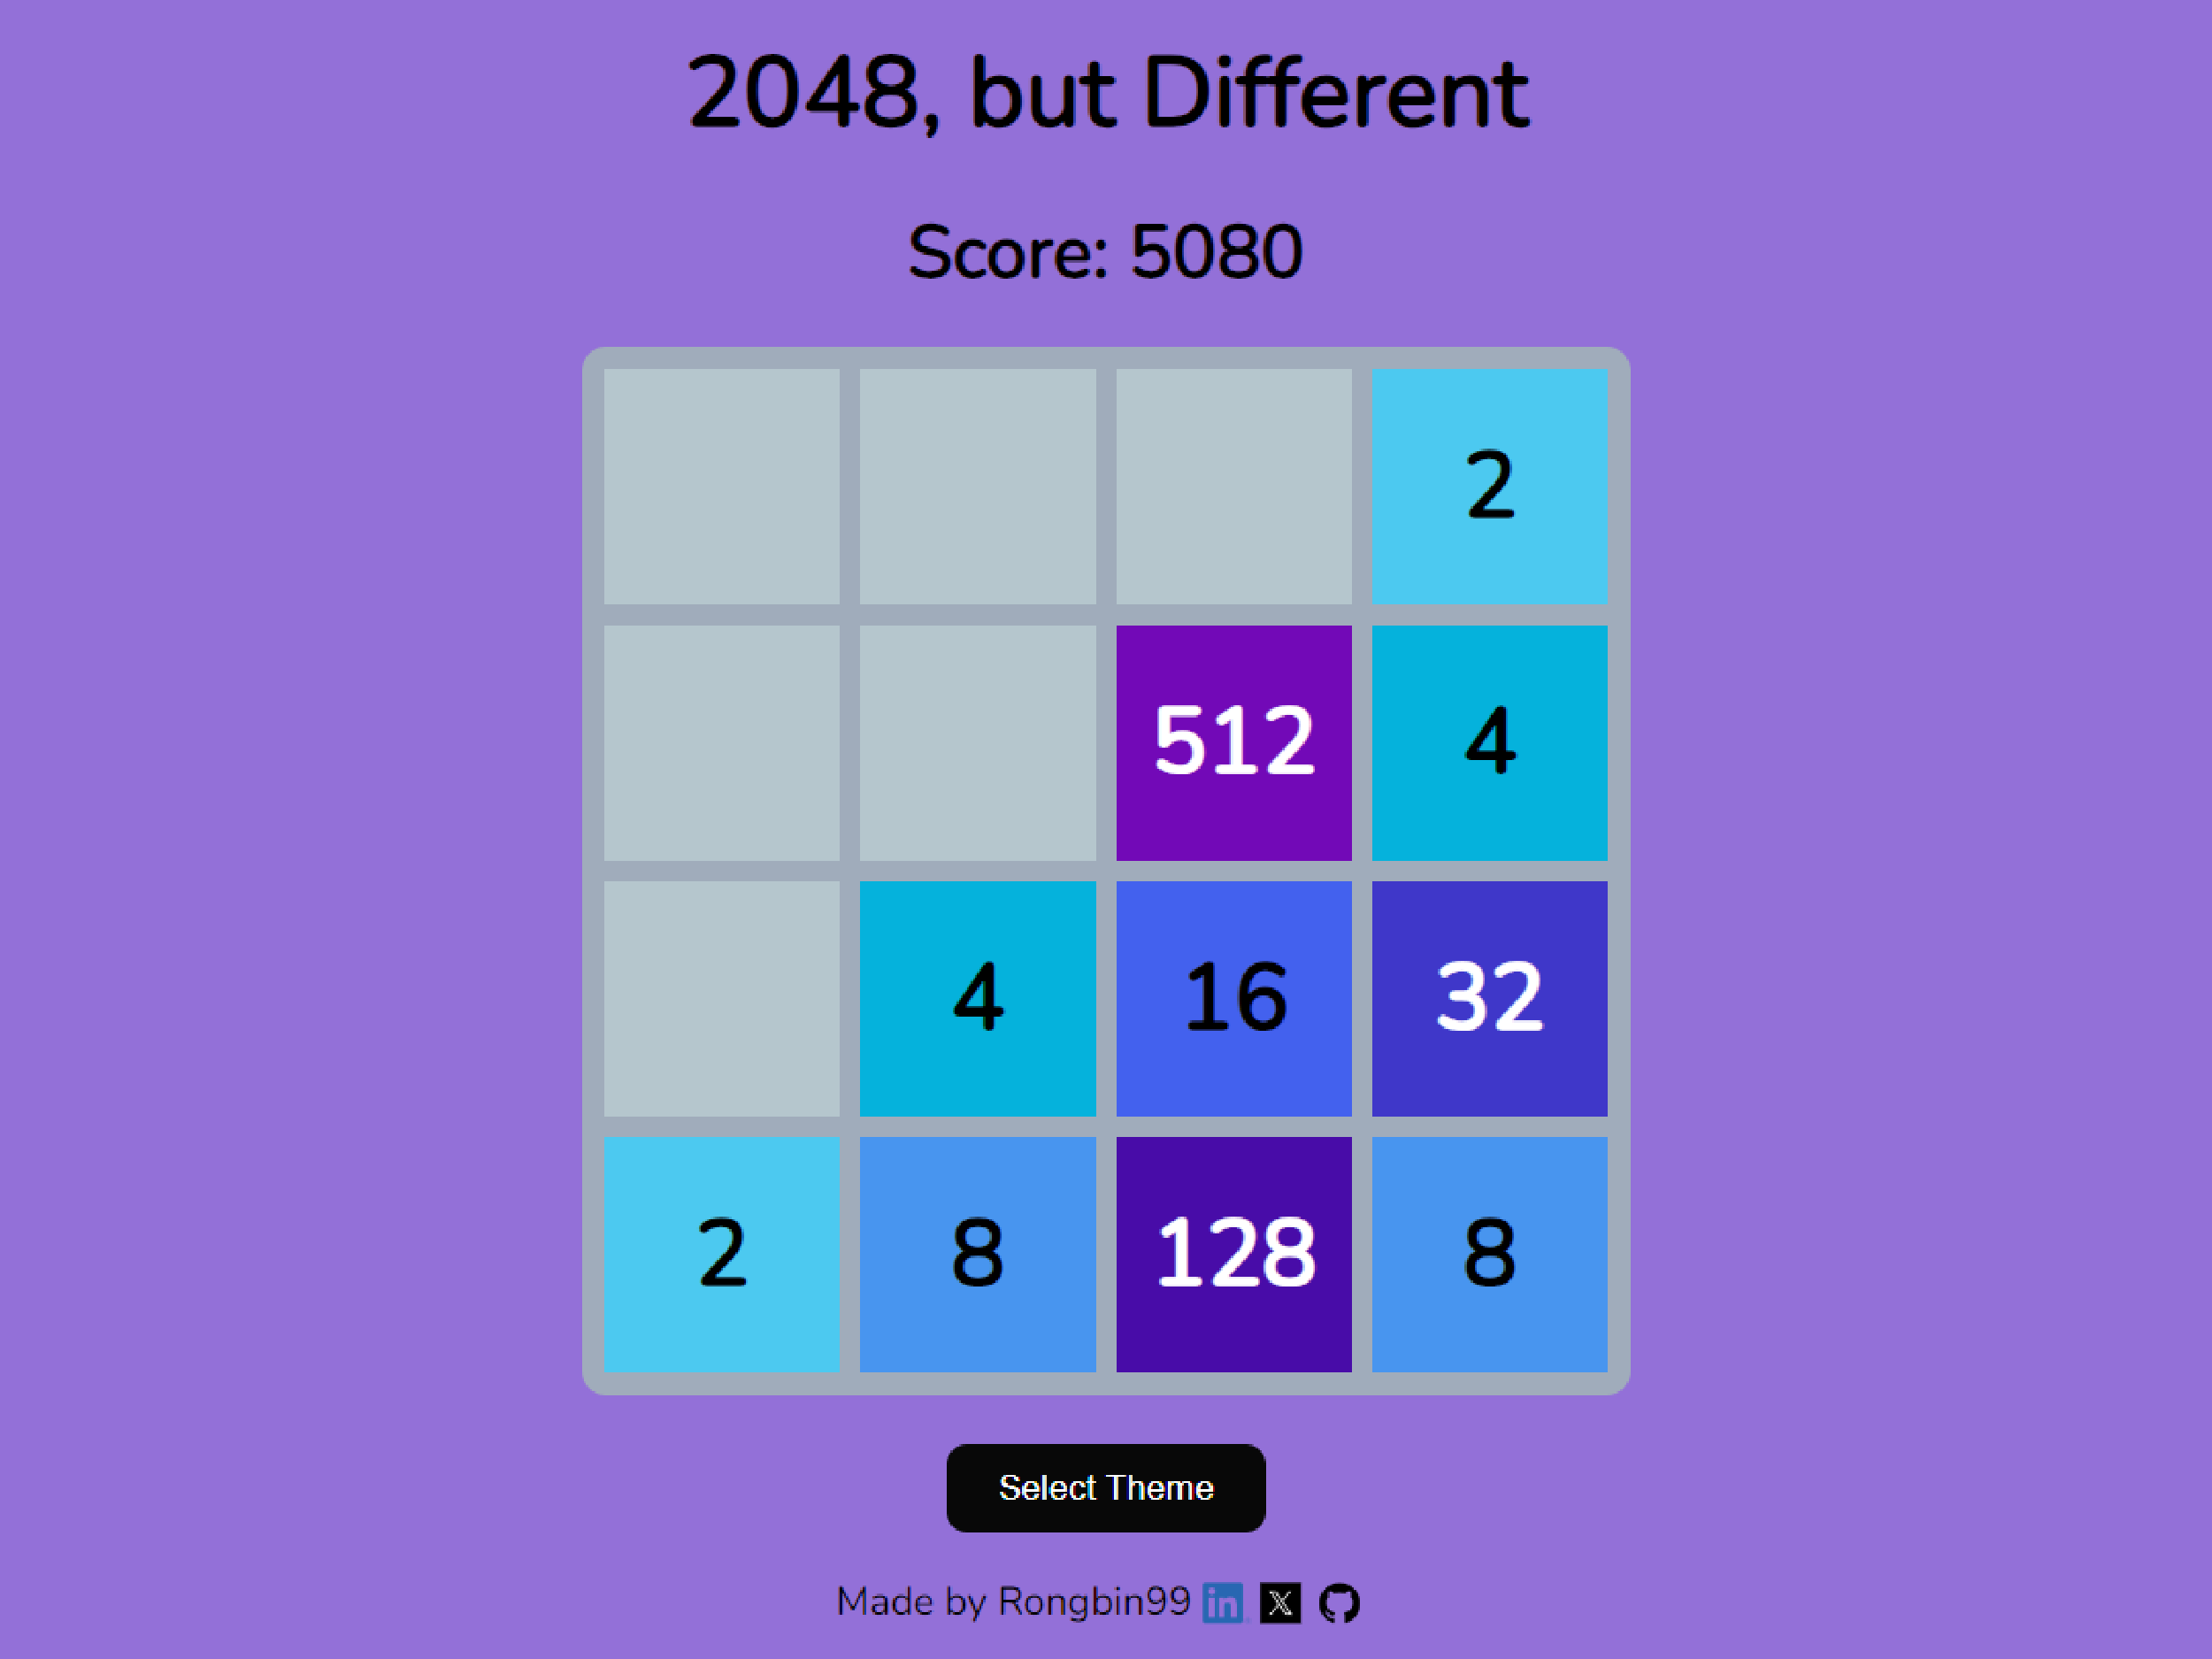 2048, but Different
Score: 5080
2
512 4
4 16 32
2 8 128 8
Select Theme
Made by Rongbin99 in X